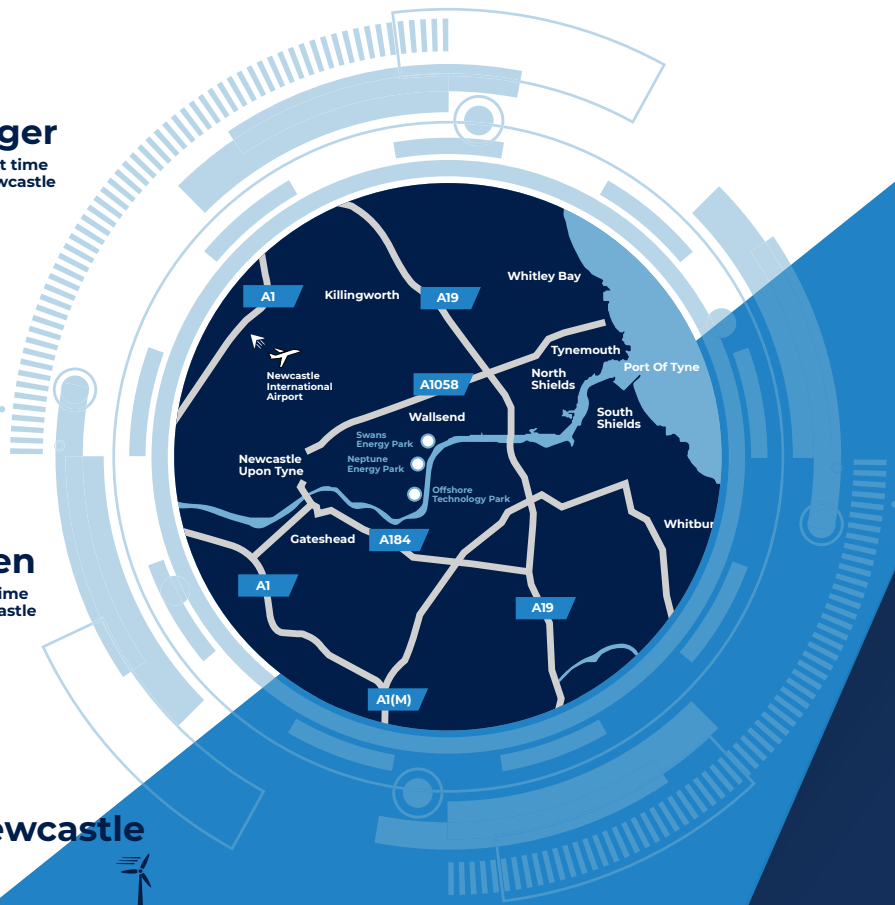 ger
t time
wcastle
Whitley Bay
A1
Killingworth
A19
Tynemouth
Newcastle
International
Airport
A1058
North
Shields
Port Of Tyne
Wallsend
South
Shields
Swans
Energy Park
Newcastle
Upon Tyne
Neptune
Energy Park
Offshore
Technology Park
Whitbur
Gateshead
A184
en
ime
astle
A1
A19
A1(M)
ewcastle